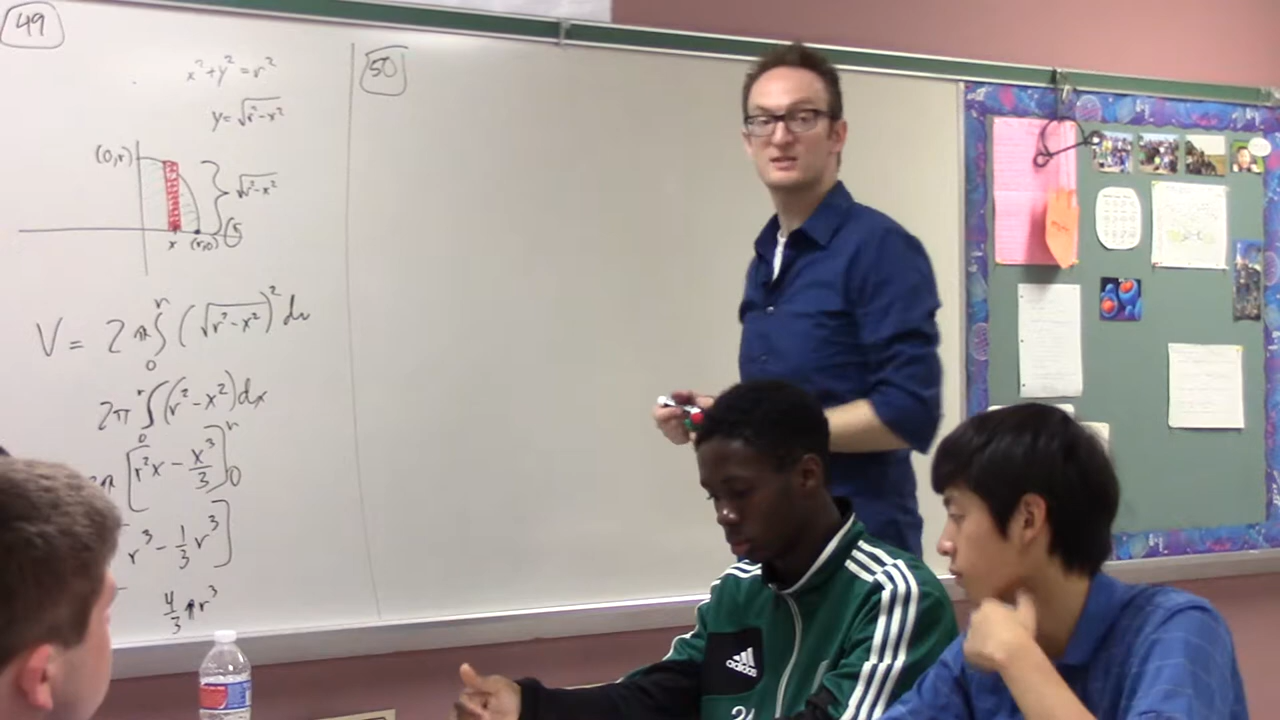 49
x² + y² = r²
y = √(r² - x²)
(0,r)
√(r² - x²)
x (r,0)
V = 2π∫₀ʳ (√(r² - x²))² dx
2π∫₀ʳ (r² - x²)dx
π[r²x - x³/3]₀ʳ
r³ - 1/3 r³]
4/3 πr³
50
adidas
21